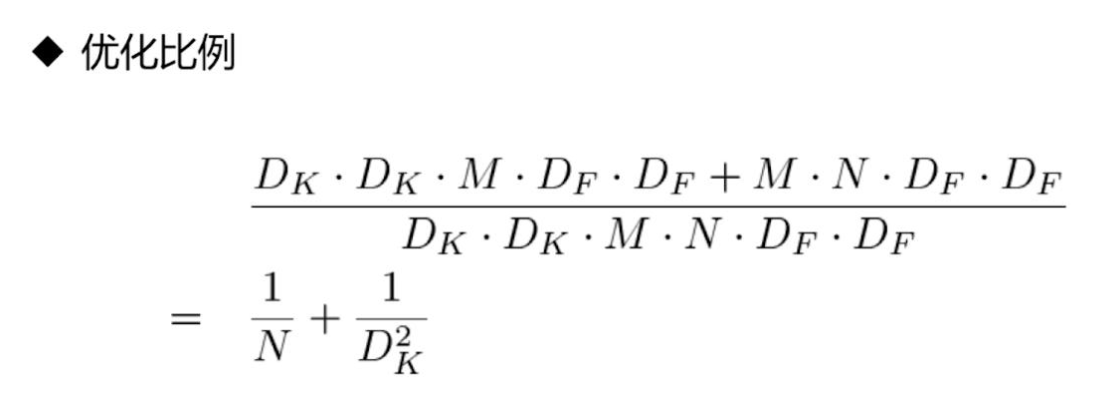 ◆ 优化比例
D_K · D_K · M · D_F · D_F + M · N · D_F · D_F
D_K · D_K · M · N · D_F · D_F
= 1/N + 1/D_K^2